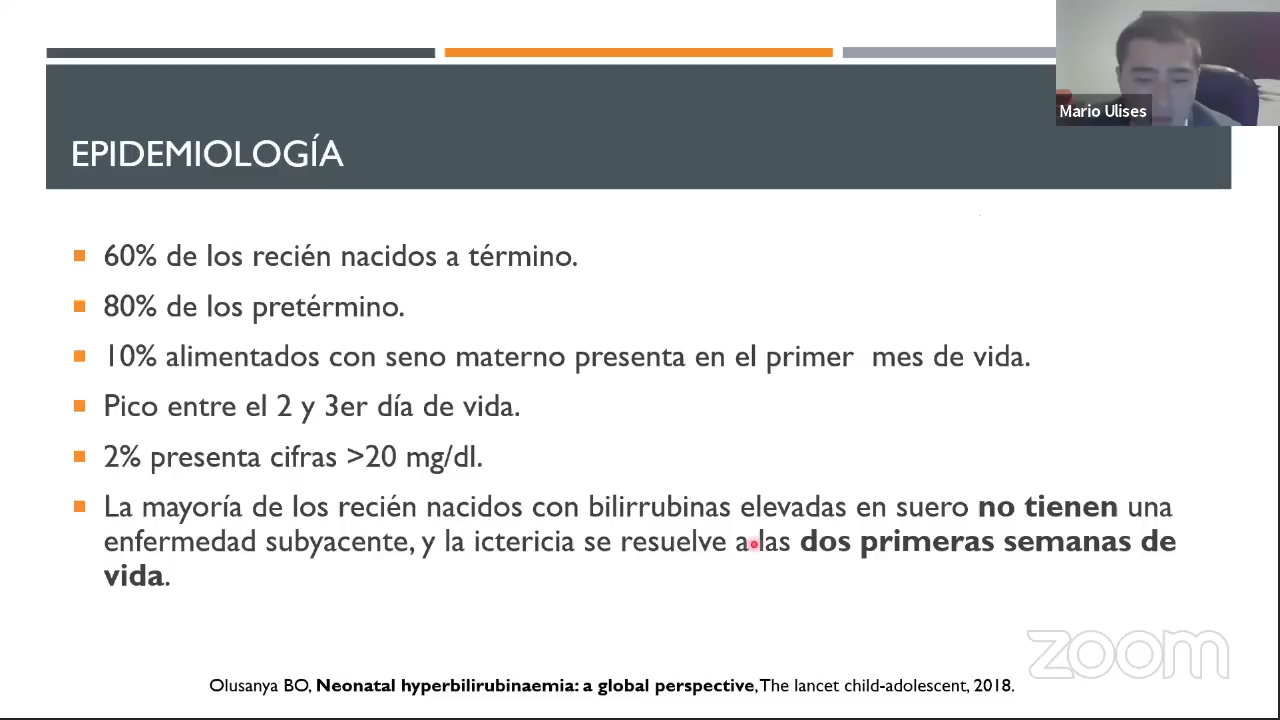 Mario Ulises
EPIDEMIOLOGÍA
60% de los recién nacidos a término.
80% de los pretérmino.
10% alimentados con seno materno presenta en el primer mes de vida.
Pico entre el 2 y 3er día de vida.
2% presenta cifras >20 mg/dl.
La mayoría de los recién nacidos con bilirrubinas elevadas en suero no tienen una
enfermedad subyacente, y la ictericia se resuelve a las dos primeras semanas de
vida.
zoom
Olusanya BO, Neonatal hyperbilirubinaemia: a global perspective, The lancet child-adolescent, 2018.